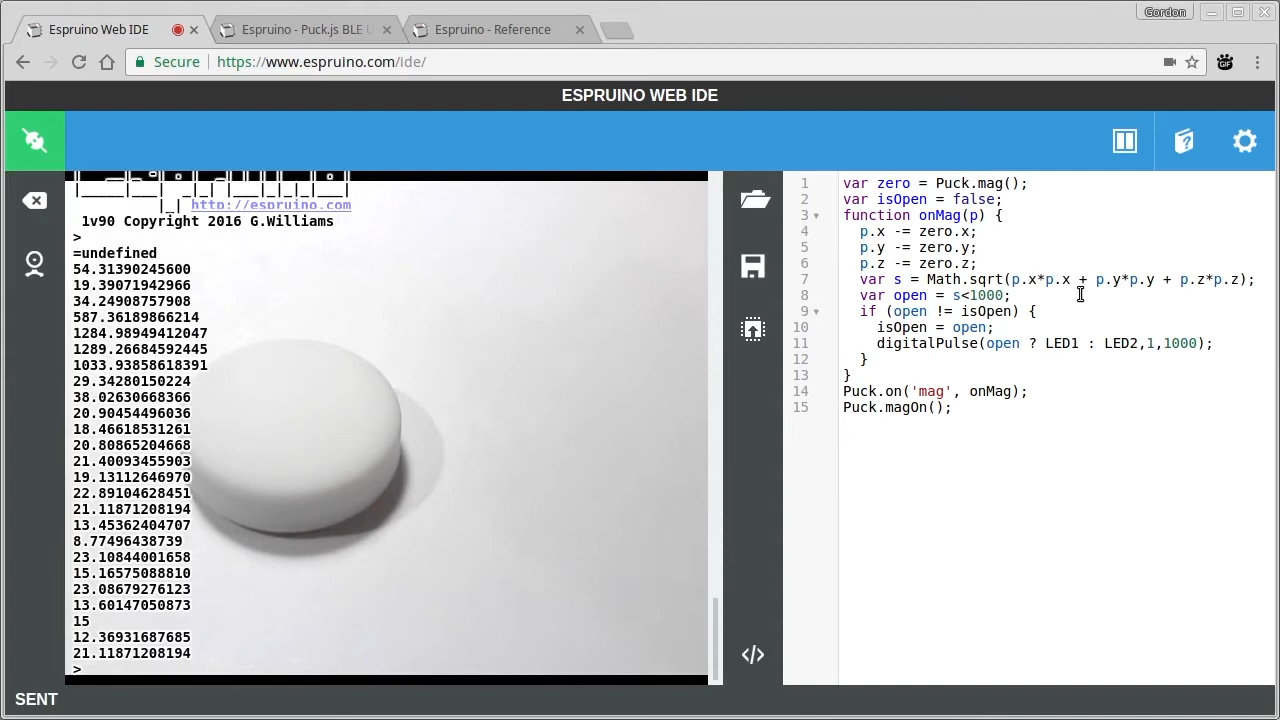 Gordon
Espruino Web IDE
Espruino - Puck.js BLE
Espruino - Reference
Secure
https://www.espruino.com/ide/
GIF
ESPRUINO WEB IDE
|_____|___|  _|_| |___|_|_|_|___|
|_| http://espruino.com
1v90 Copyright 2016 G.Williams
>
=undefined
54.31390245600
19.39071942966
34.24908757908
587.36189866214
1284.98949412047
1289.26684592445
1033.93858618391
29.34280150224
38.02630668366
20.90454496036
18.46618531261
20.80865204668
21.40093455903
19.13112646970
22.89104628451
21.11871208194
13.45362404707
8.77496438739
23.10844001658
15.16575088810
23.08679276123
13.60147050873
15
12.36931687685
21.11871208194
>
1 var zero = Puck.mag();
2 var isOpen = false;
3 function onMag(p) {
4   p.x -= zero.x;
5   p.y -= zero.y;
6   p.z -= zero.z;
7   var s = Math.sqrt(p.x*p.x + p.y*p.y + p.z*p.z);
8   var open = s<1000;
9   if (open != isOpen) {
10     isOpen = open;
11     digitalPulse(open ? LED1 : LED2,1,1000);
12   }
13 }
14 Puck.on('mag', onMag);
15 Puck.magOn();
SENT